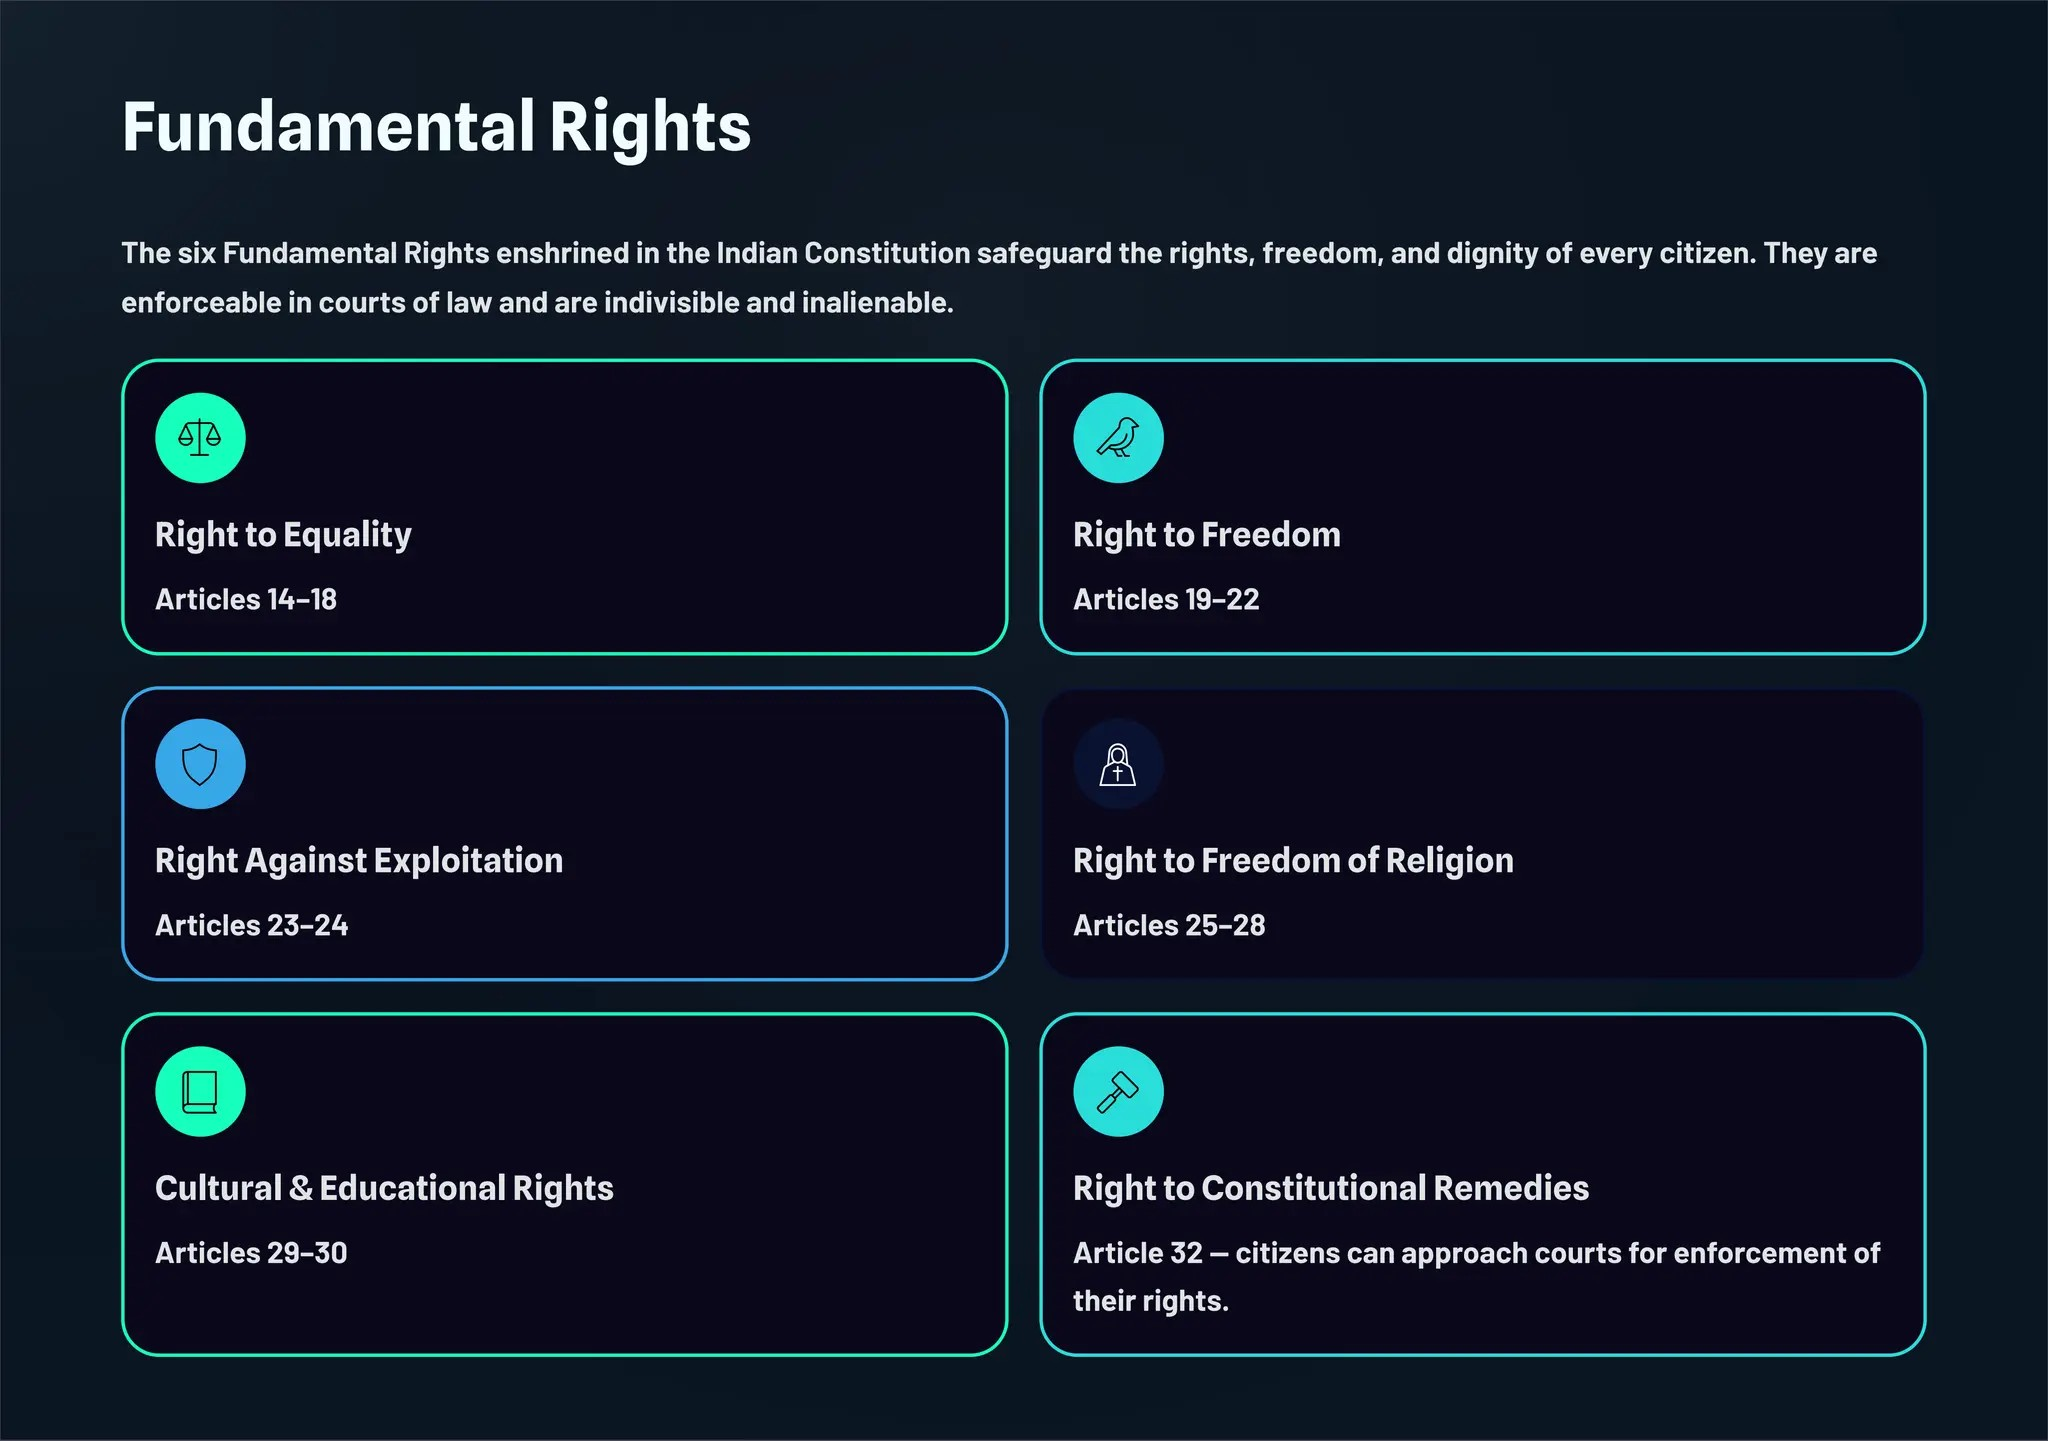 Fundamental Rights
The six Fundamental Rights enshrined in the Indian Constitution safeguard the rights, freedom, and dignity of every citizen. They are
enforceable in courts of law and are indivisible and inalienable.
Right to Equality
Articles 14–18
Right to Freedom
Articles 19–22
Right Against Exploitation
Articles 23–24
Right to Freedom of Religion
Articles 25–28
Cultural & Educational Rights
Articles 29–30
Right to Constitutional Remedies
Article 32 — citizens can approach courts for enforcement of
their rights.